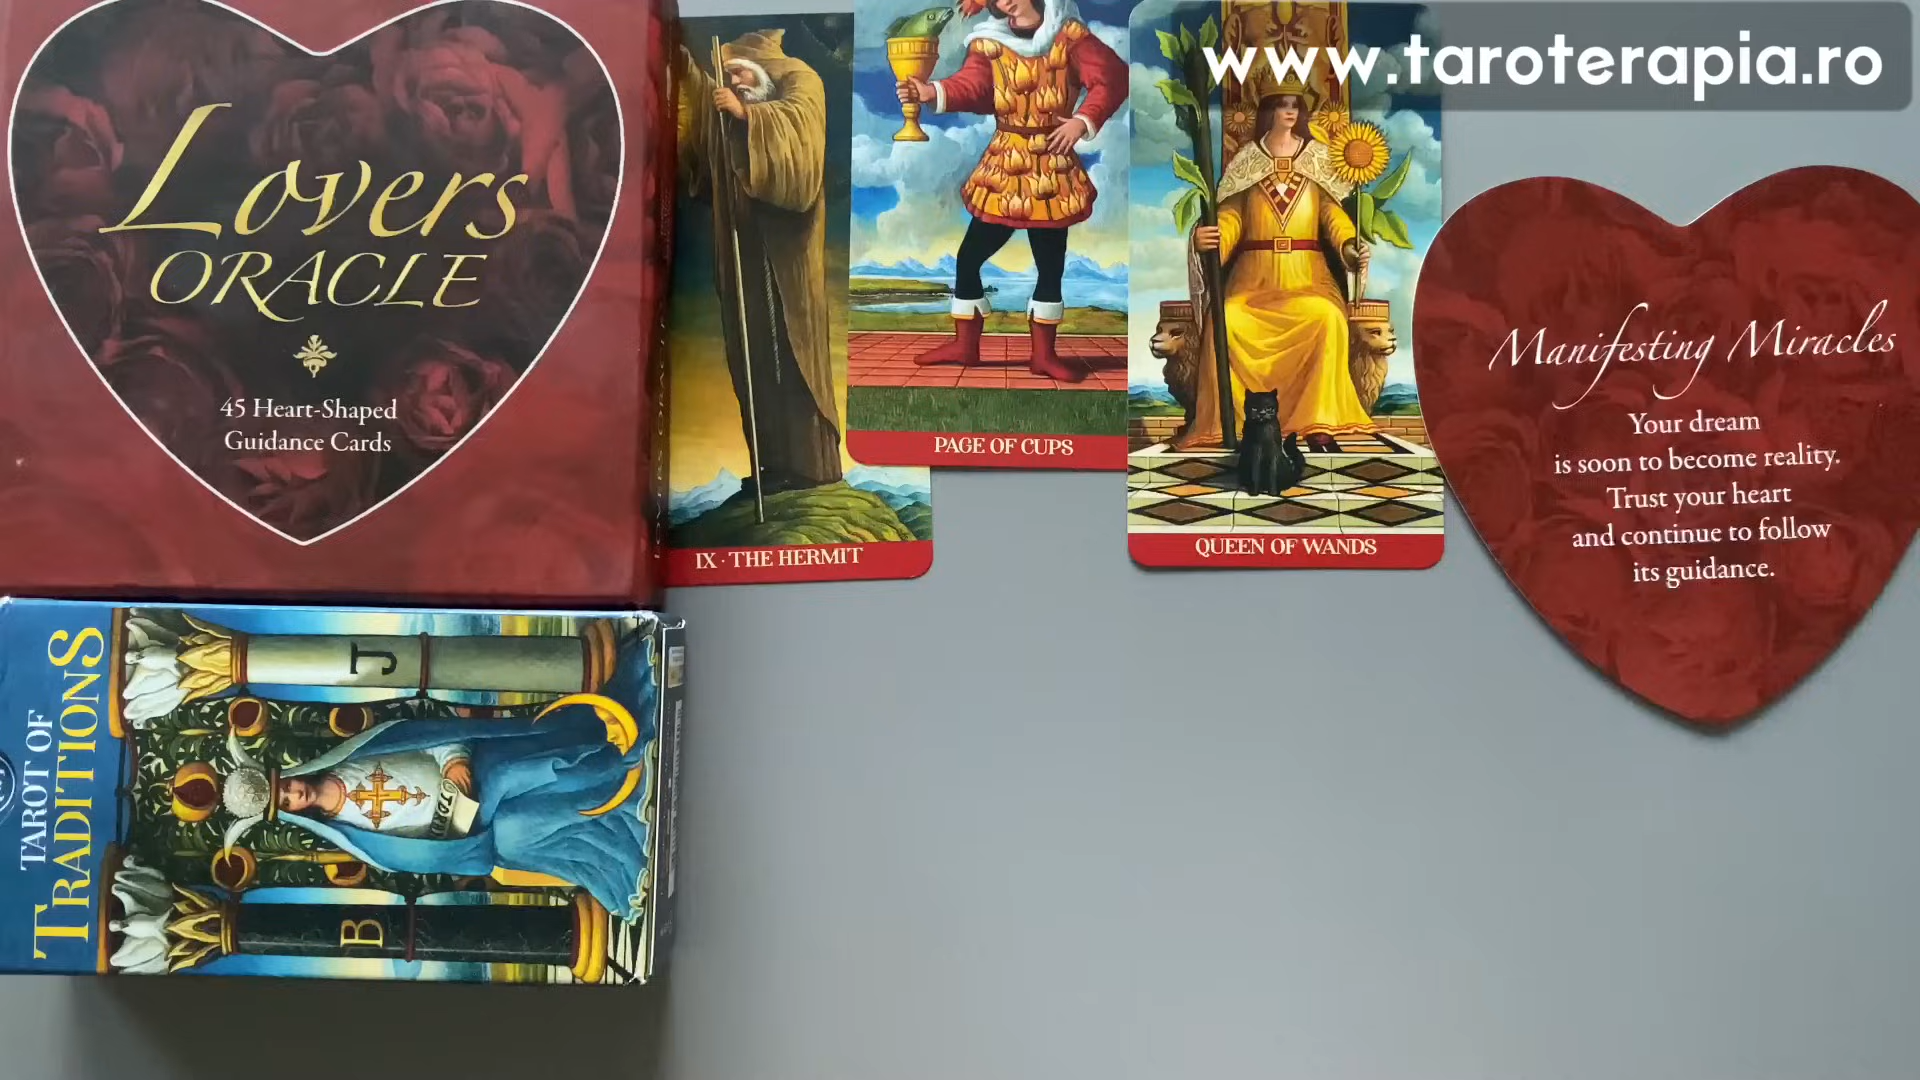 www.taroterapia.ro
Lovers
ORACLE
45 Heart-Shaped
Guidance Cards
IX · THE HERMIT
PAGE OF CUPS
QUEEN OF WANDS
Manifesting Miracles
Your dream
is soon to become reality.
Trust your heart
and continue to follow
its guidance.
TAROT OF
TRADITIONS
J
B